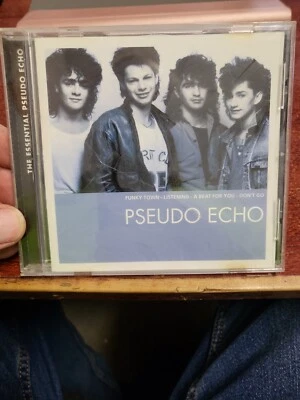 THE ESSENTIAL PSEUDO ECHO
FUNKY TOWN · LISTENING · A BEAT FOR YOU · DON'T GO
PSEUDO ECHO